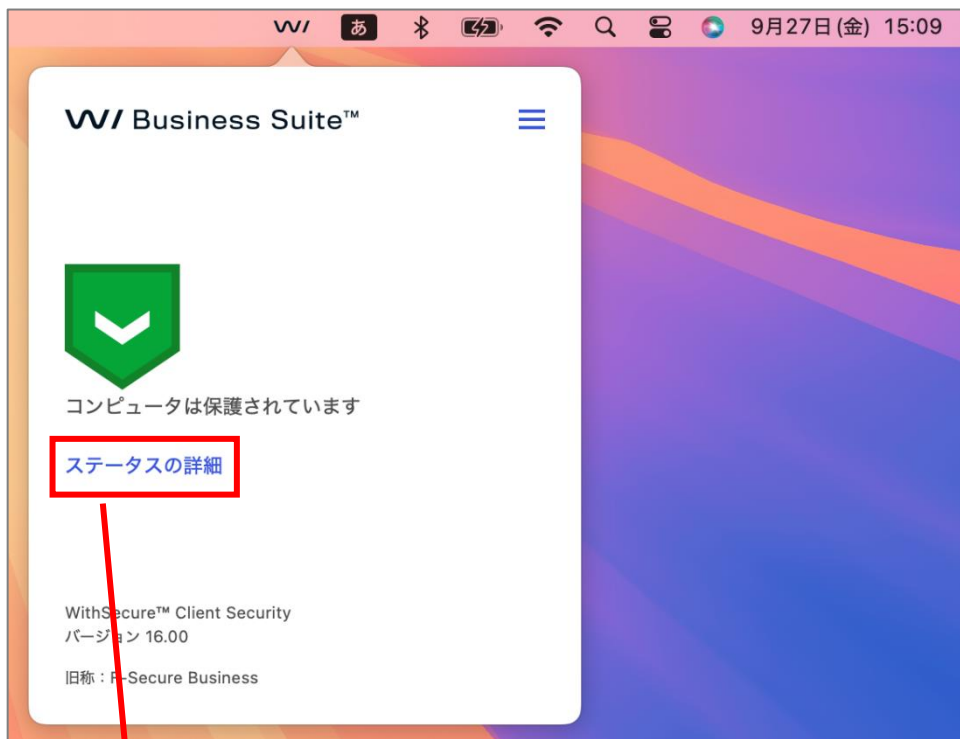 W/ あ 9月27日(金) 15:09
W/ Business Suite™
コンピュータは保護されています
ステータスの詳細
WithSecure™ Client Security
バージョン 16.00
旧称：F-Secure Business